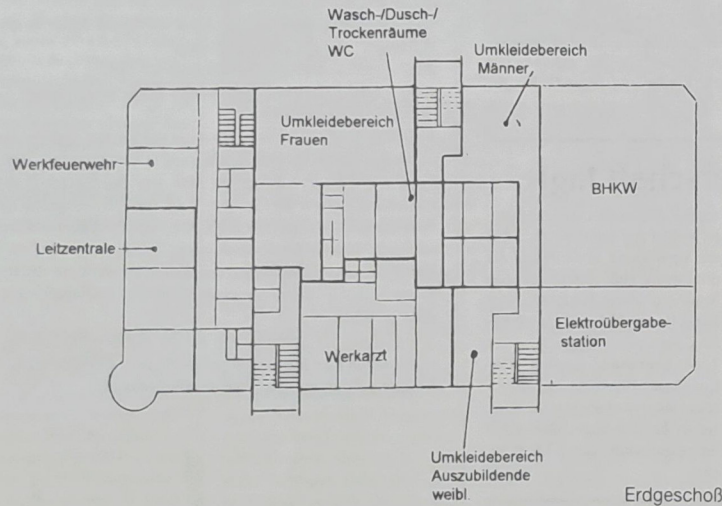 Wasch-/Dusch-/
Trockenräume
WC
Umkleidebereich
Männer
Umkleidebereich
Frauen
Werkfeuerwehr
BHKW
Leitzentrale
Elektroübergabe-
station
Werkarzt
Umkleidebereich
Auszubildende
weibl.
Erdgeschoß